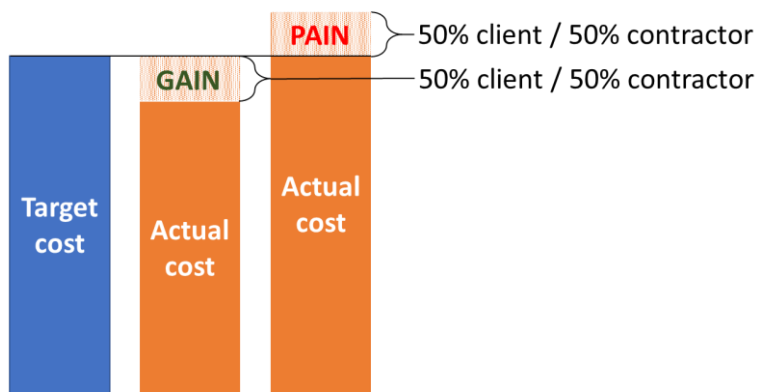 PAIN
50% client / 50% contractor
GAIN
50% client / 50% contractor
Target
cost
Actual
cost
Actual
cost